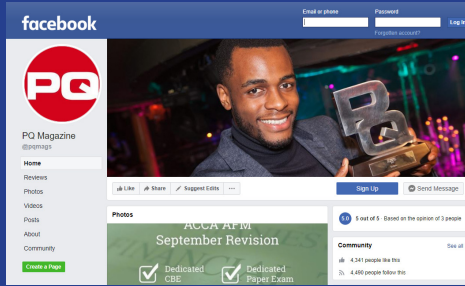 facebook
Email or phone
Password
Log In
Forgotten account?
PQ
PQ Magazine
@pqmags
Home
Reviews
Photos
Videos
Posts
About
Community
Create a Page
PQ
Like
Share
Suggest Edits
Sign Up
Send Message
Photos
ACCA AFM
September Revision
Dedicated
CBE
Dedicated
Paper Exam
5.0
5 out of 5 · Based on the opinion of 3 people
Community
See all
4,341 people like this
4,490 people follow this